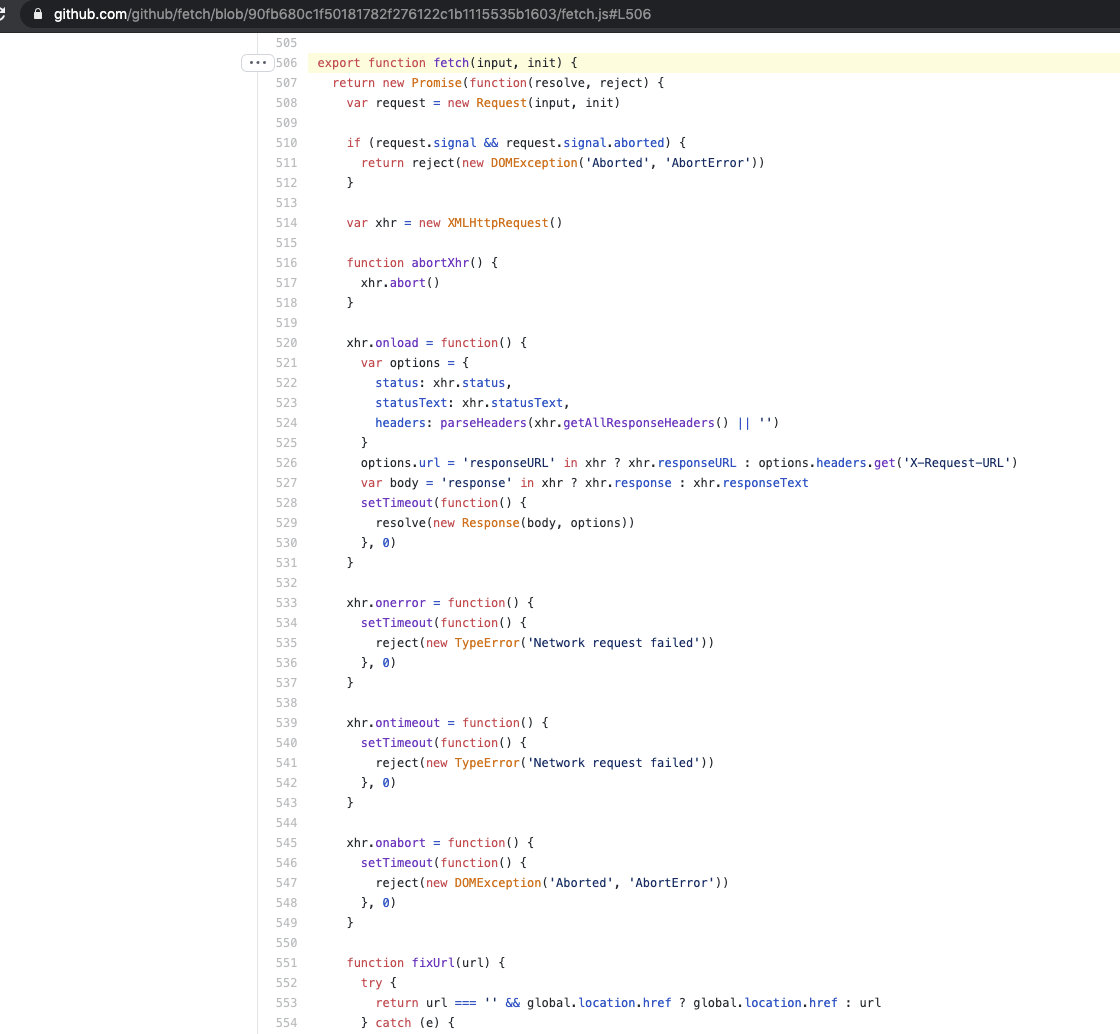 github.com/github/fetch/blob/90fb680c1f50181782f276122c1b1115535b1603/fetch.js#L506
505
506 export function fetch(input, init) {
507   return new Promise(function(resolve, reject) {
508     var request = new Request(input, init)
509
510     if (request.signal && request.signal.aborted) {
511       return reject(new DOMException('Aborted', 'AbortError'))
512     }
513
514     var xhr = new XMLHttpRequest()
515
516     function abortXhr() {
517       xhr.abort()
518     }
519
520     xhr.onload = function() {
521       var options = {
522         status: xhr.status,
523         statusText: xhr.statusText,
524         headers: parseHeaders(xhr.getAllResponseHeaders() || '')
525       }
526       options.url = 'responseURL' in xhr ? xhr.responseURL : options.headers.get('X-Request-URL')
527       var body = 'response' in xhr ? xhr.response : xhr.responseText
528       setTimeout(function() {
529         resolve(new Response(body, options))
530       }, 0)
531     }
532
533     xhr.onerror = function() {
534       setTimeout(function() {
535         reject(new TypeError('Network request failed'))
536       }, 0)
537     }
538
539     xhr.ontimeout = function() {
540       setTimeout(function() {
541         reject(new TypeError('Network request failed'))
542       }, 0)
543     }
544
545     xhr.onabort = function() {
546       setTimeout(function() {
547         reject(new DOMException('Aborted', 'AbortError'))
548       }, 0)
549     }
550
551     function fixUrl(url) {
552       try {
553         return url === '' && global.location.href ? global.location.href : url
554       } catch (e) {